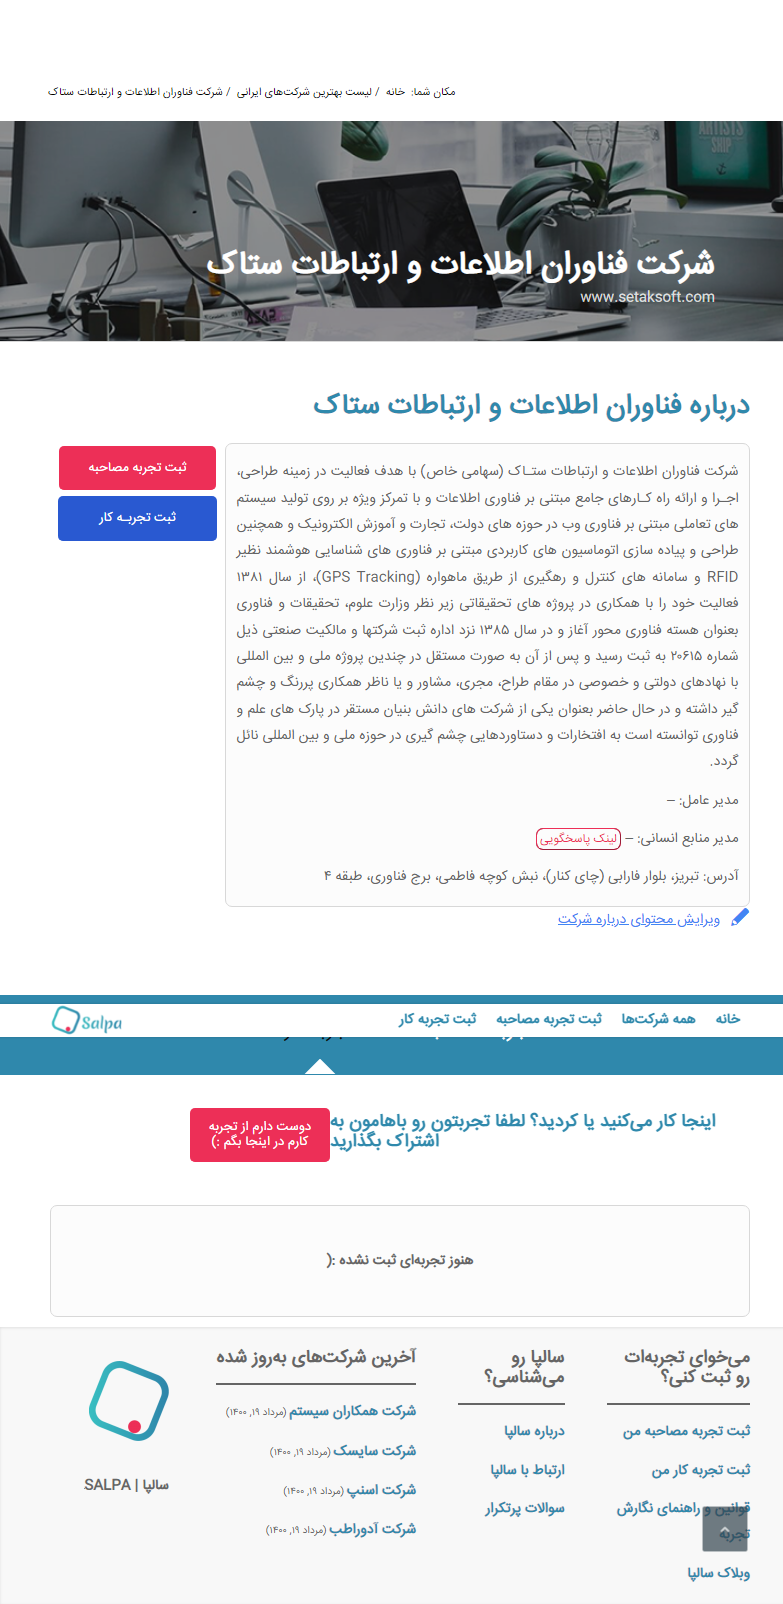 مکان شما: خانه / لیست بهترین شرکت‌های ایرانی / شرکت فناوران اطلاعات و ارتباطات ستاک
ARTISTS
SHIP
شرکت فناوران اطلاعات و ارتباطات ستاک
www.setaksoft.com
درباره فناوران اطلاعات و ارتباطات ستاک
شرکت فناوران اطلاعات و ارتباطات ستـاک (سهامی خاص) با هدف فعالیت در زمینه طراحی،
اجـرا و ارائه راه کـارهای جامع مبتنی بر فناوری اطلاعات و با تمرکز ویژه بر روی تولید سیستم
های تعاملی مبتنی بر فناوری وب در حوزه های دولت، تجارت و آموزش الکترونیک و همچنین
طراحی و پیاده سازی اتوماسیون های کاربردی مبتنی بر فناوری های شناسایی هوشمند نظیر
RFID و سامانه های کنترل و رهگیری از طریق ماهواره (GPS Tracking)، از سال ۱۳۸۱
فعالیت خود را با همکاری در پروژه های تحقیقاتی زیر نظر وزارت علوم، تحقیقات و فناوری
بعنوان هسته فناوری محور آغاز و در سال ۱۳۸۵ نزد اداره ثبت شرکتها و مالکیت صنعتی ذیل
شماره ۲۰۶۱۵ به ثبت رسید و پس از آن به صورت مستقل در چندین پروژه ملی و بین المللی
با نهادهای دولتی و خصوصی در مقام طراح، مجری، مشاور و یا ناظر همکاری پررنگ و چشم
گیر داشته و در حال حاضر بعنوان یکی از شرکت های دانش بنیان مستقر در پارک های علم و
فناوری توانسته است به افتخارات و دستاوردهایی چشم گیری در حوزه ملی و بین المللی نائل
گردد.
مدیر عامل: –
مدیر منابع انسانی: – لینک پاسخگویی
آدرس: تبریز، بلوار فارابی (چای کنار)، نبش کوچه فاطمی، برج فناوری، طبقه ۴
ثبت تجربه مصاحبه
ثبت تجربـه کار
ویرایش محتوای درباره شرکت
خانه
همه شرکت‌ها
ثبت تجربه مصاحبه
ثبت تجربه کار
Salpa
اینجا کار می‌کنید یا کردید؟ لطفا تجربتون رو باهامون به
اشتراک بگذارید
دوست دارم از تجربه
کارم در اینجا بگم :)
هنوز تجربه‌ای ثبت نشده :(
می‌خوای تجربه‌ات
رو ثبت کنی؟
ثبت تجربه مصاحبه من
ثبت تجربه کار من
قوانین و راهنمای نگارش
تجربه
وبلاک سالپا
سالپا رو
می‌شناسی؟
درباره سالپا
ارتباط با سالپا
سوالات پرتکرار
آخرین شرکت‌های به‌روز شده
شرکت همکاران سیستم (مرداد ۱۹, ۱۴۰۰)
شرکت سایسک (مرداد ۱۹, ۱۴۰۰)
شرکت اسنپ (مرداد ۱۹, ۱۴۰۰)
شرکت آدوراطب (مرداد ۱۹, ۱۴۰۰)
سالپا | SALPA